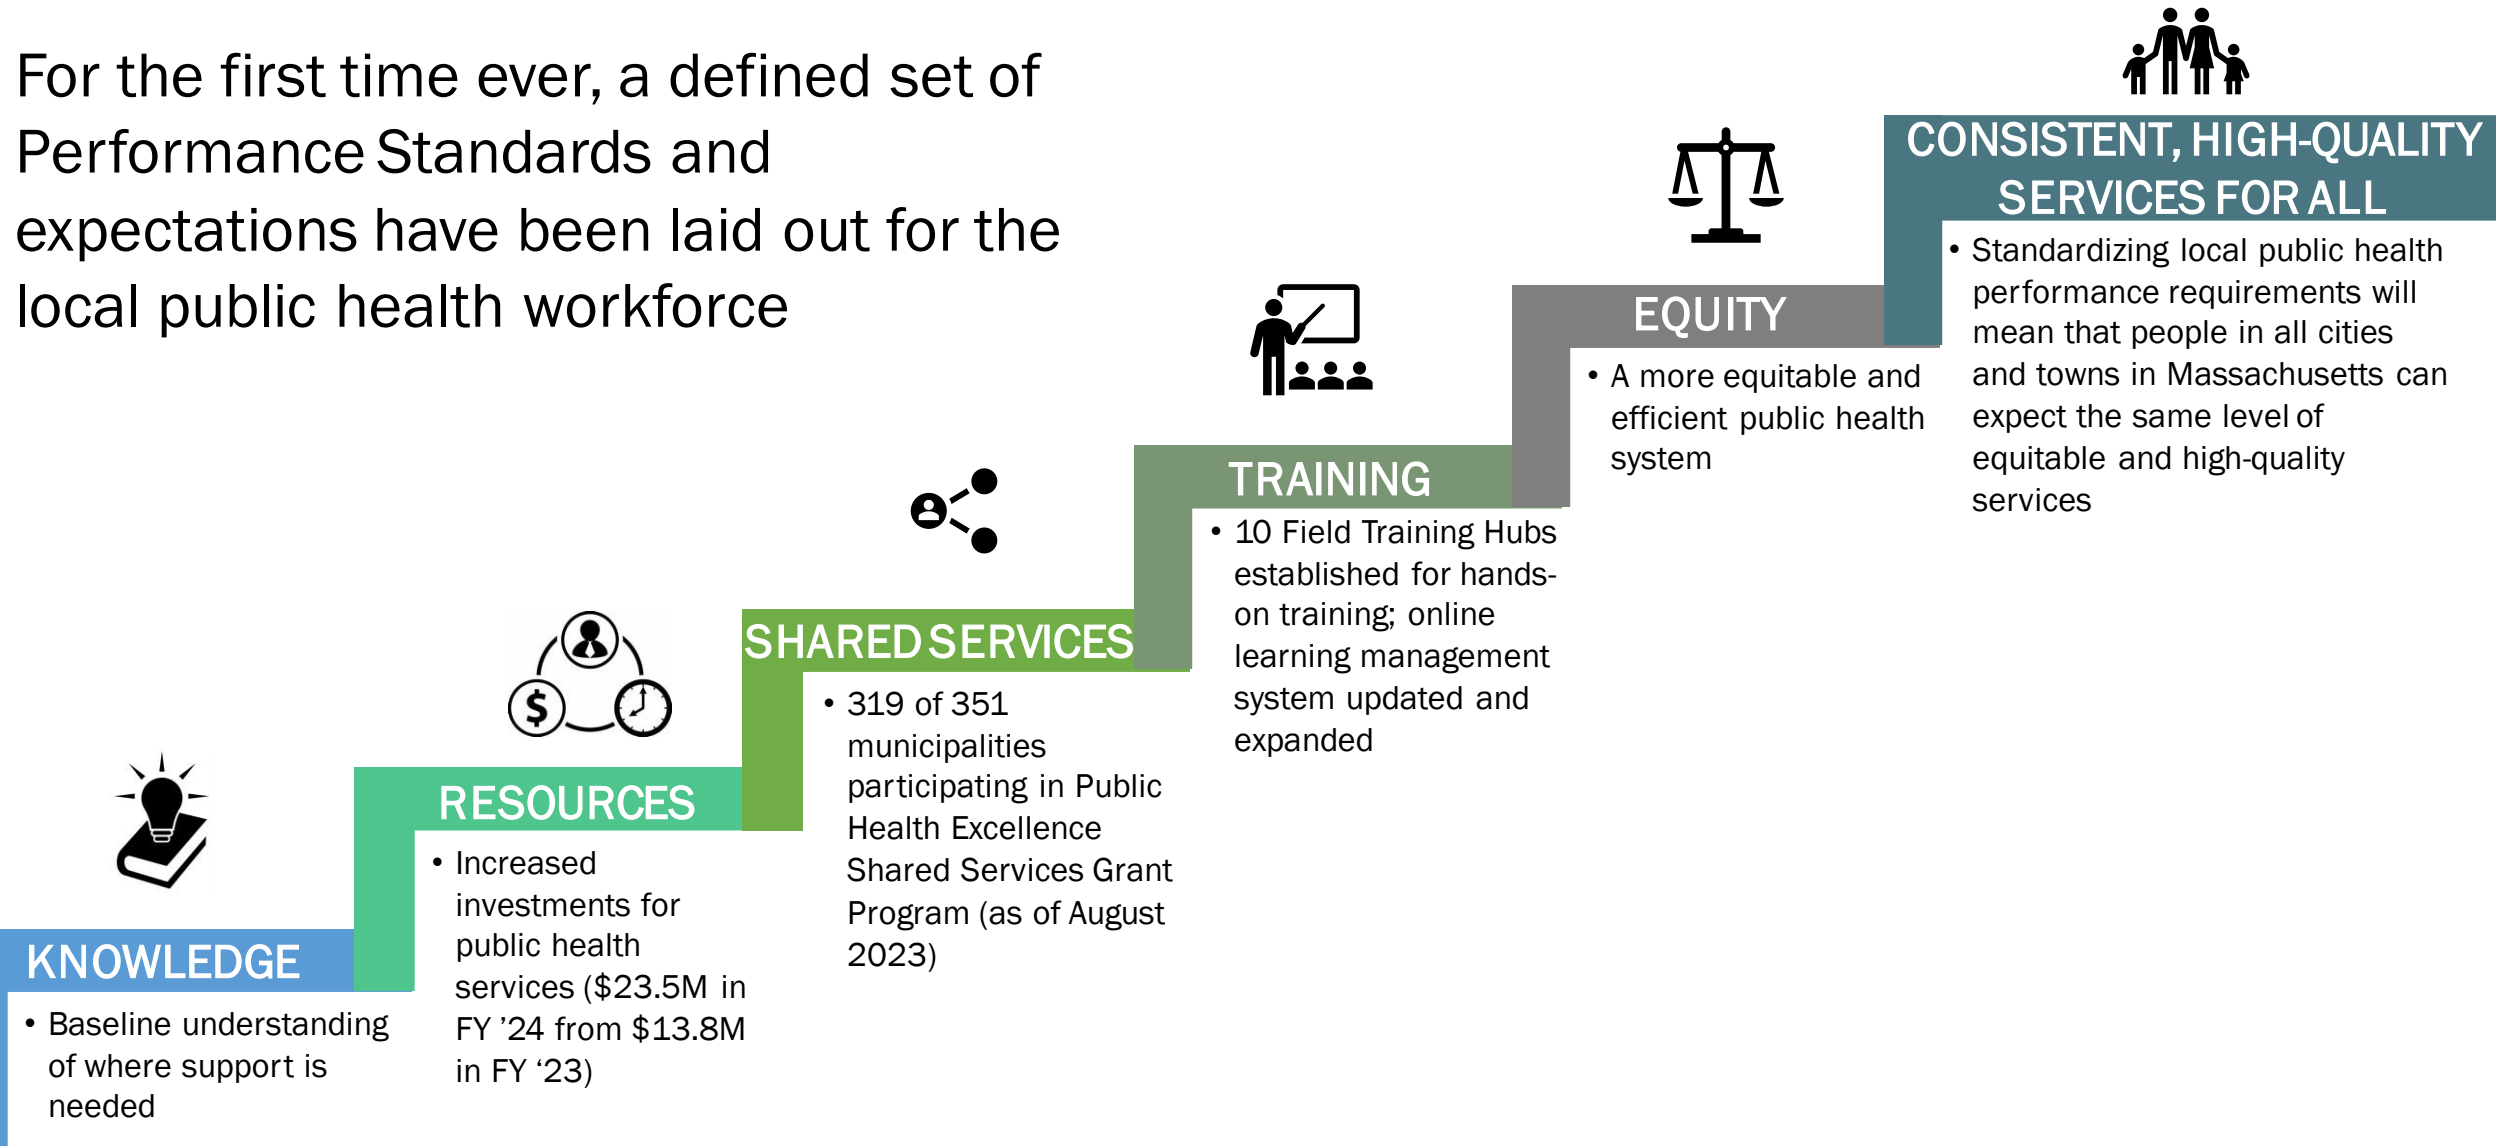 For the first time ever, a defined set of
Performance Standards and
expectations have been laid out for the
local public health workforce
KNOWLEDGE
• Baseline understanding
of where support is
needed
RESOURCES
• Increased
investments for
public health
services ($23.5M in
FY ’24 from $13.8M
in FY ‘23)
SHARED SERVICES
• 319 of 351
municipalities
participating in Public
Health Excellence
Shared Services Grant
Program (as of August
2023)
TRAINING
• 10 Field Training Hubs
established for hands-
on training; online
learning management
system updated and
expanded
EQUITY
• A more equitable and
efficient public health
system
CONSISTENT, HIGH-QUALITY
SERVICES FOR ALL
• Standardizing local public health
performance requirements will
mean that people in all cities
and towns in Massachusetts can
expect the same level of
equitable and high-quality
services